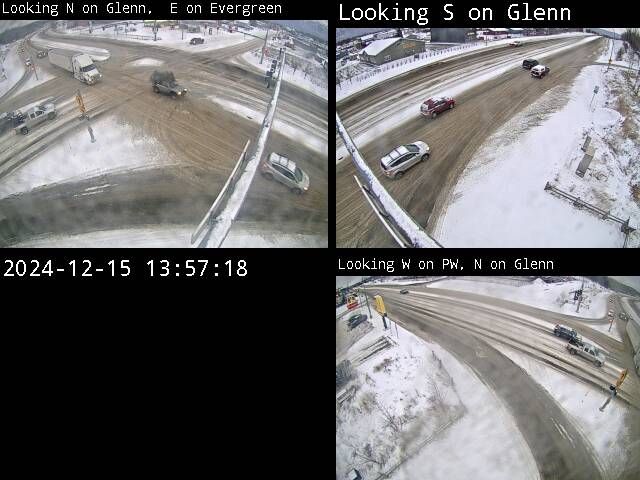 Looking N on Glenn, E on Evergreen
Looking S on Glenn
2024-12-15 13:57:18
Looking W on PW, N on Glenn